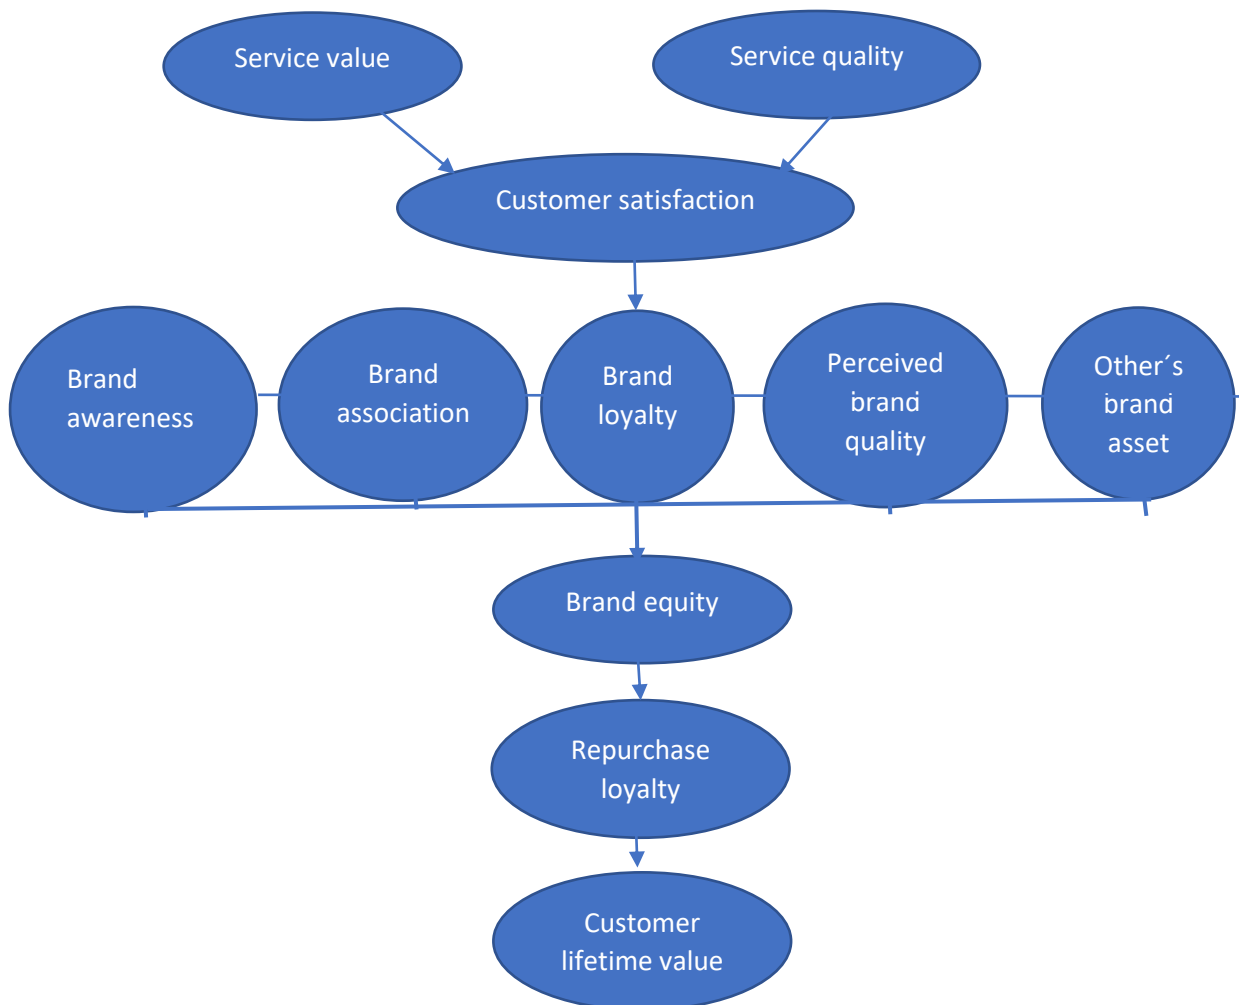 Service value
Service quality
Customer satisfaction
Brand
awareness
Brand
association
Brand
loyalty
Perceived
brand
quality
Other´s
brand
asset
Brand equity
Repurchase
loyalty
Customer
lifetime value